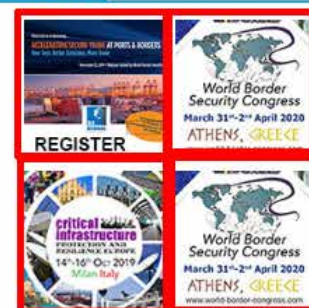 ACCELERATING SECURE TRADE AT PORTS & BORDERS
REGISTER
World Border
Security Congress
March 31st-2nd April 2020
ATHENS, GREECE
critical
infrastructure
PROTECTION AND
RESILIENCE EUROPE
14th-16th Oct 2019
Milan Italy
World Border
Security Congress
March 31st-2nd April 2020
ATHENS, GREECE
www.world-border-congress.com